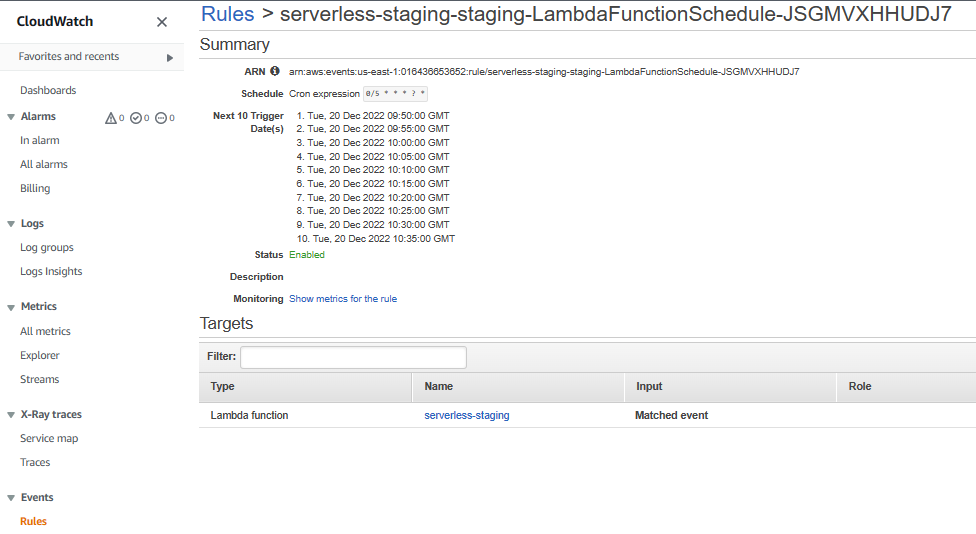 CloudWatch
Favorites and recents
Dashboards
Alarms 0 0 0
In alarm
All alarms
Billing
Logs
Log groups
Logs Insights
Metrics
All metrics
Explorer
Streams
X-Ray traces
Service map
Traces
Events
Rules
Rules > serverless-staging-staging-LambdaFunctionSchedule-JSGMVXHHUDJ7
Summary
ARN arn:aws:events:us-east-1:016436653652:rule/serverless-staging-staging-LambdaFunctionSchedule-JSGMVXHHUDJ7
Schedule Cron expression 0/5 * * * ? *
Next 10 Trigger Date(s)
1. Tue, 20 Dec 2022 09:50:00 GMT
2. Tue, 20 Dec 2022 09:55:00 GMT
3. Tue, 20 Dec 2022 10:00:00 GMT
4. Tue, 20 Dec 2022 10:05:00 GMT
5. Tue, 20 Dec 2022 10:10:00 GMT
6. Tue, 20 Dec 2022 10:15:00 GMT
7. Tue, 20 Dec 2022 10:20:00 GMT
8. Tue, 20 Dec 2022 10:25:00 GMT
9. Tue, 20 Dec 2022 10:30:00 GMT
10. Tue, 20 Dec 2022 10:35:00 GMT
Status Enabled
Description
Monitoring Show metrics for the rule
Targets
Filter:
Type Name Input Role
Lambda function serverless-staging Matched event